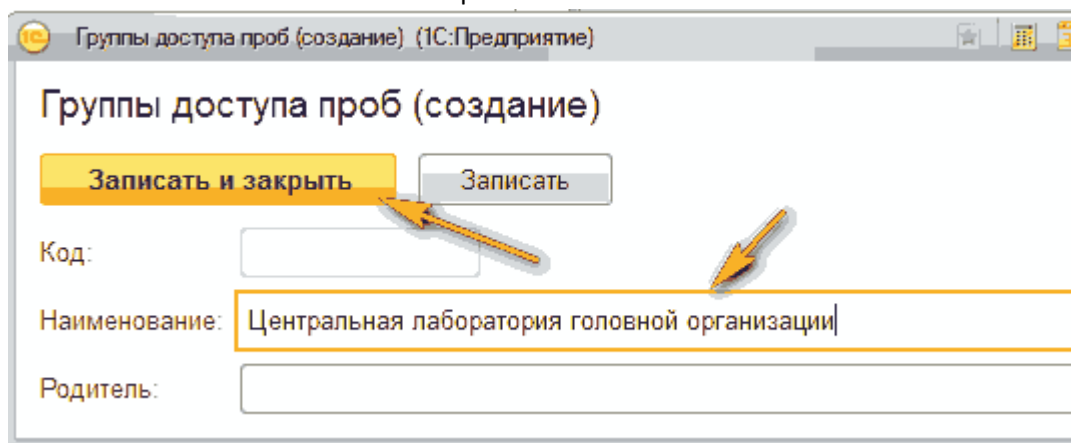 Группы доступа проб (создание) (1С:Предприятие)
Группы доступа проб (создание)
Записать и закрыть
Записать
Код:
Наименование: Центральная лаборатория головной организации
Родитель: